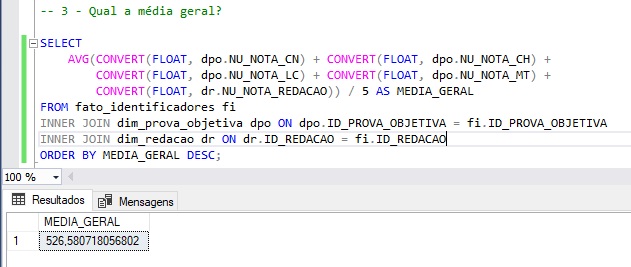 -- 3 - Qual a média geral?
SELECT
AVG(CONVERT(FLOAT, dpo.NU_NOTA_CN) + CONVERT(FLOAT, dpo.NU_NOTA_CH) +
CONVERT(FLOAT, dpo.NU_NOTA_LC) + CONVERT(FLOAT, dpo.NU_NOTA_MT) +
CONVERT(FLOAT, dr.NU_NOTA_REDACAO)) / 5 AS MEDIA_GERAL
FROM fato_identificadores fi
INNER JOIN dim_prova_objetiva dpo ON dpo.ID_PROVA_OBJETIVA = fi.ID_PROVA_OBJETIVA
INNER JOIN dim_redacao dr ON dr.ID_REDACAO = fi.ID_REDACAO
ORDER BY MEDIA_GERAL DESC;
100 %
Resultados Mensagens
MEDIA_GERAL
1 526,580718056802